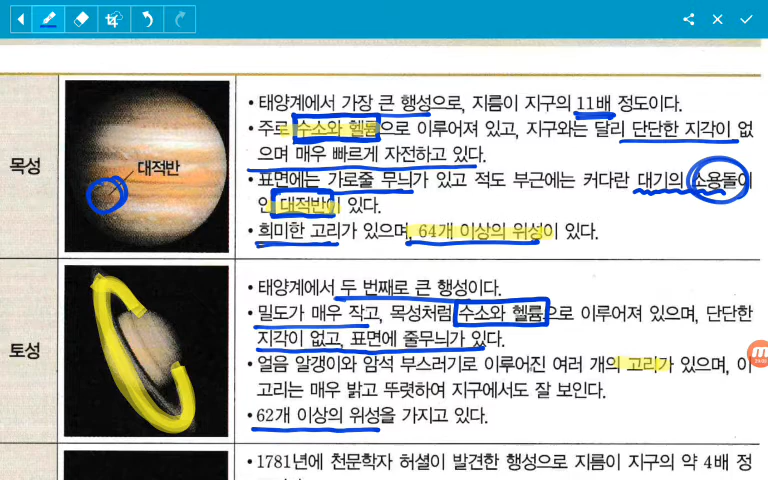 목성
대적반
• 태양계에서 가장 큰 행성으로, 지름이 지구의 11배 정도이다.
• 주로 수소와 헬륨으로 이루어져 있고, 지구와는 달리 단단한 지각이 없
으며 매우 빠르게 자전하고 있다.
• 표면에는 가로줄 무늬가 있고 적도 부근에는 커다란 대기의 소용돌이
인 대적반이 있다.
• 희미한 고리가 있으며, 64개 이상의 위성이 있다.
토성
• 태양계에서 두 번째로 큰 행성이다.
• 밀도가 매우 작고, 목성처럼 수소와 헬륨으로 이루어져 있으며, 단단한
지각이 없고, 표면에 줄무늬가 있다.
• 얼음 알갱이와 암석 부스러기로 이루어진 여러 개의 고리가 있으며, 이
고리는 매우 밝고 뚜렷하여 지구에서도 잘 보인다.
• 62개 이상의 위성을 가지고 있다.
• 1781년에 천문학자 허셜이 발견한 행성으로 지름이 지구의 약 4배 정